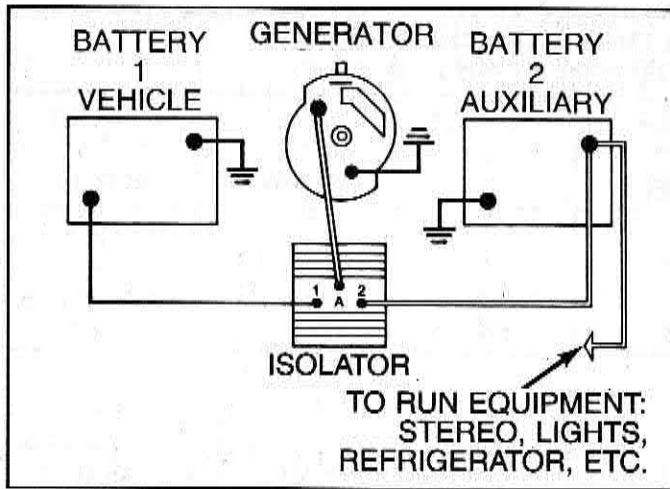 BATTERY
1
VEHICLE
GENERATOR
BATTERY
2
AUXILIARY
1
A
2
ISOLATOR
TO RUN EQUIPMENT:
STEREO, LIGHTS,
REFRIGERATOR, ETC.